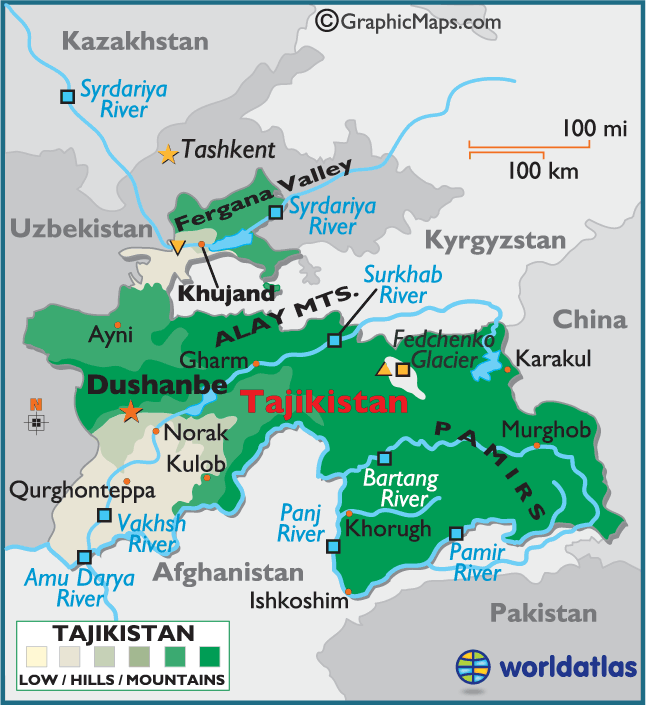 ©GraphicMaps.com
Kazakhstan
Syrdariya
River
100 mi
100 km
Tashkent
Fergana Valley
Syrdariya
River
Uzbekistan
Kyrgyzstan
Khujand
Surkhab
River
ALAY MTS.
China
Ayni
Fedchenko
Glacier
Karakul
Gharm
Dushanbe
Tajikistan
N
Norak
PAMIRS
Murghob
Kulob
Bartang
River
Qurghonteppa
Vakhsh
River
Panj
River
Khorugh
Pamir
River
Amu Darya
River
Afghanistan
Ishkoshim
Pakistan
TAJIKISTAN
LOW / HILLS / MOUNTAINS
worldatlas